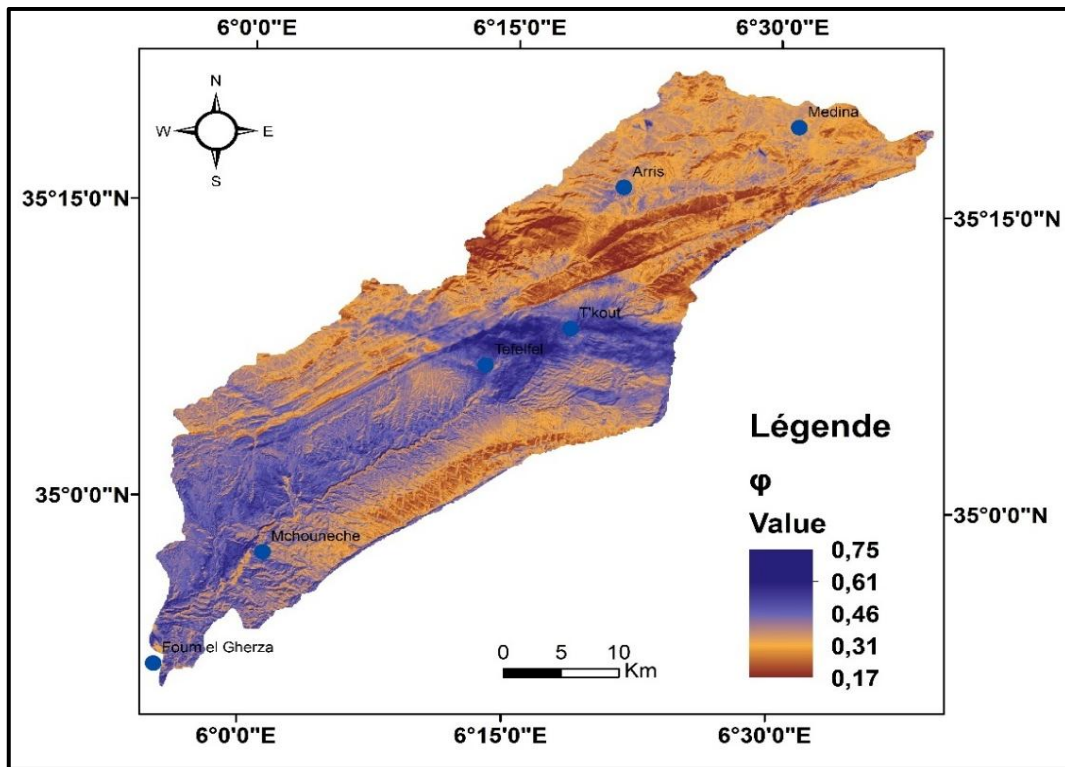 6°0'0"E 6°15'0"E 6°30'0"E
N
W E
S
Medina
Arris
35°15'0"N
35°15'0"N
T'kout
Tefelfel
Légende
φ
Value
0,75
0,61
0,46
0,31
0,17
35°0'0"N
35°0'0"N
Mchouneche
Foum el Gherza
0 5 10
Km
6°0'0"E 6°15'0"E 6°30'0"E